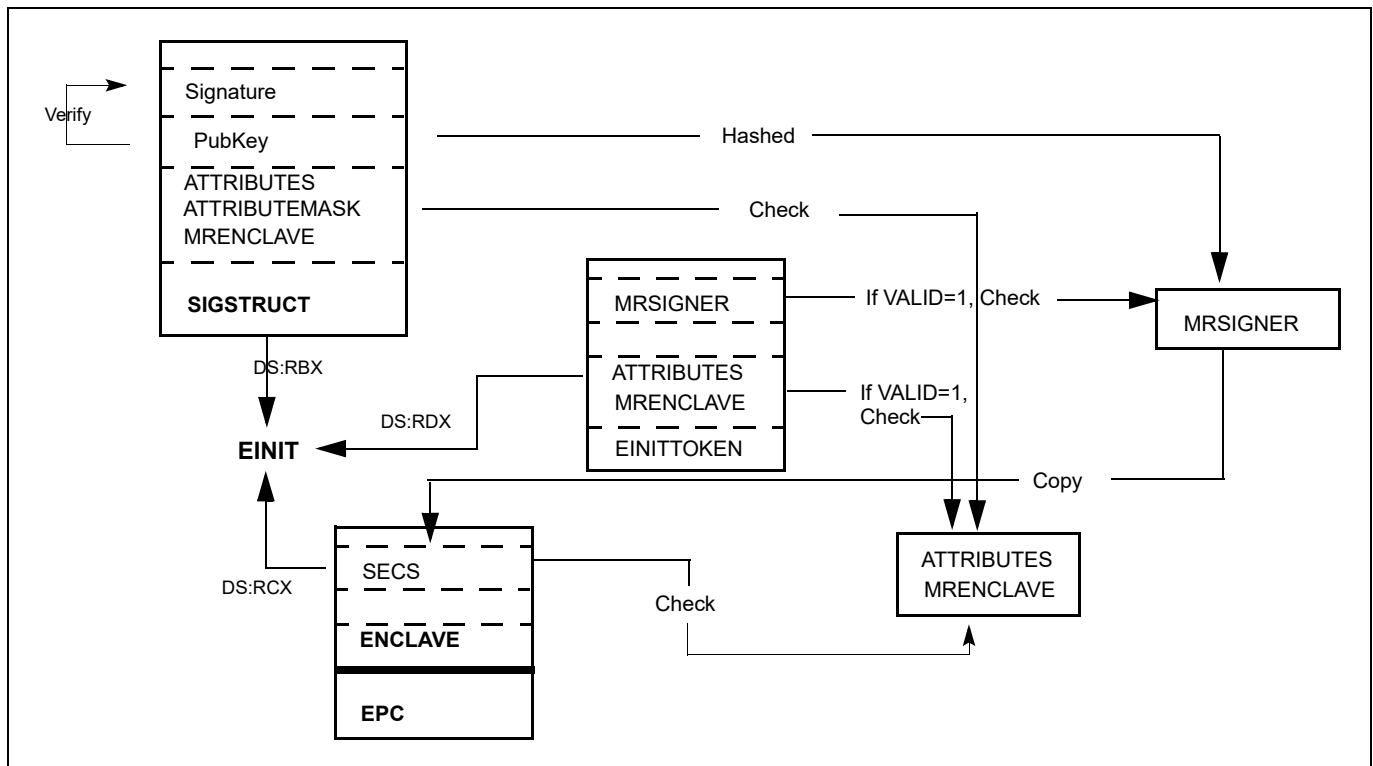 Signature
Verify
PubKey
Hashed
ATTRIBUTES
ATTRIBUTEMASK
MRENCLAVE
Check
SIGSTRUCT
MRSIGNER
If VALID=1, Check
MRSIGNER
DS:RBX
ATTRIBUTES
MRENCLAVE
If VALID=1,
Check
DS:RDX
EINIT
EINITTOKEN
Copy
SECS
ATTRIBUTES
MRENCLAVE
DS:RCX
Check
ENCLAVE
EPC